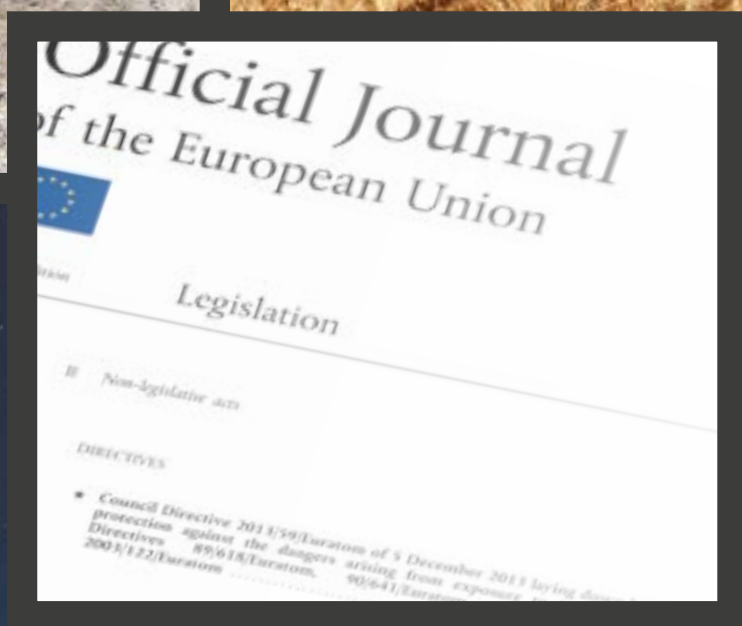 Official Journal
of the European Union
Legislation
II Non-legislative acts
DIRECTIVES
★ Council Directive 2013/59/Euratom of 5 December 2013 laying down
protection against the dangers arising from exposure
Directives 89/618/Euratom, 90/641/Euratom
2003/122/Euratom